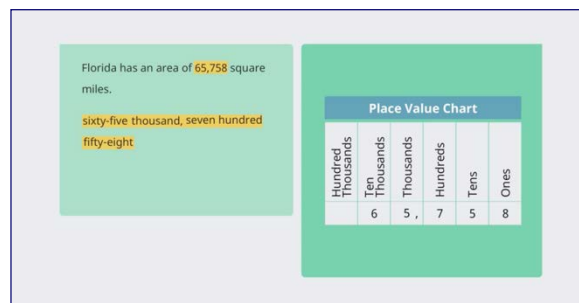 Florida has an area of 65,758 square
miles.
sixty-five thousand, seven hundred
fifty-eight
Place Value Chart
Hundred
Thousands
Ten
Thousands
Thousands
Hundreds
Tens
Ones
6 5 , 7 5 8